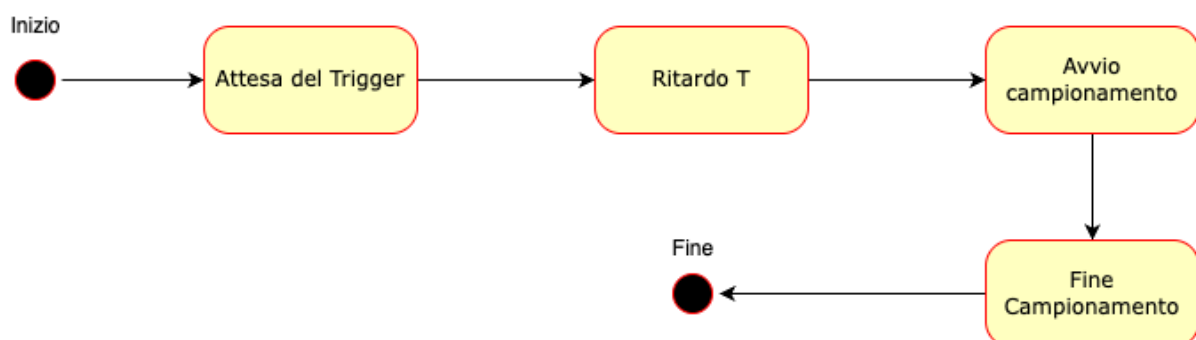 Inizio
Attesa del Trigger
Ritardo T
Avvio
campionamento
Fine
Fine
Campionamento